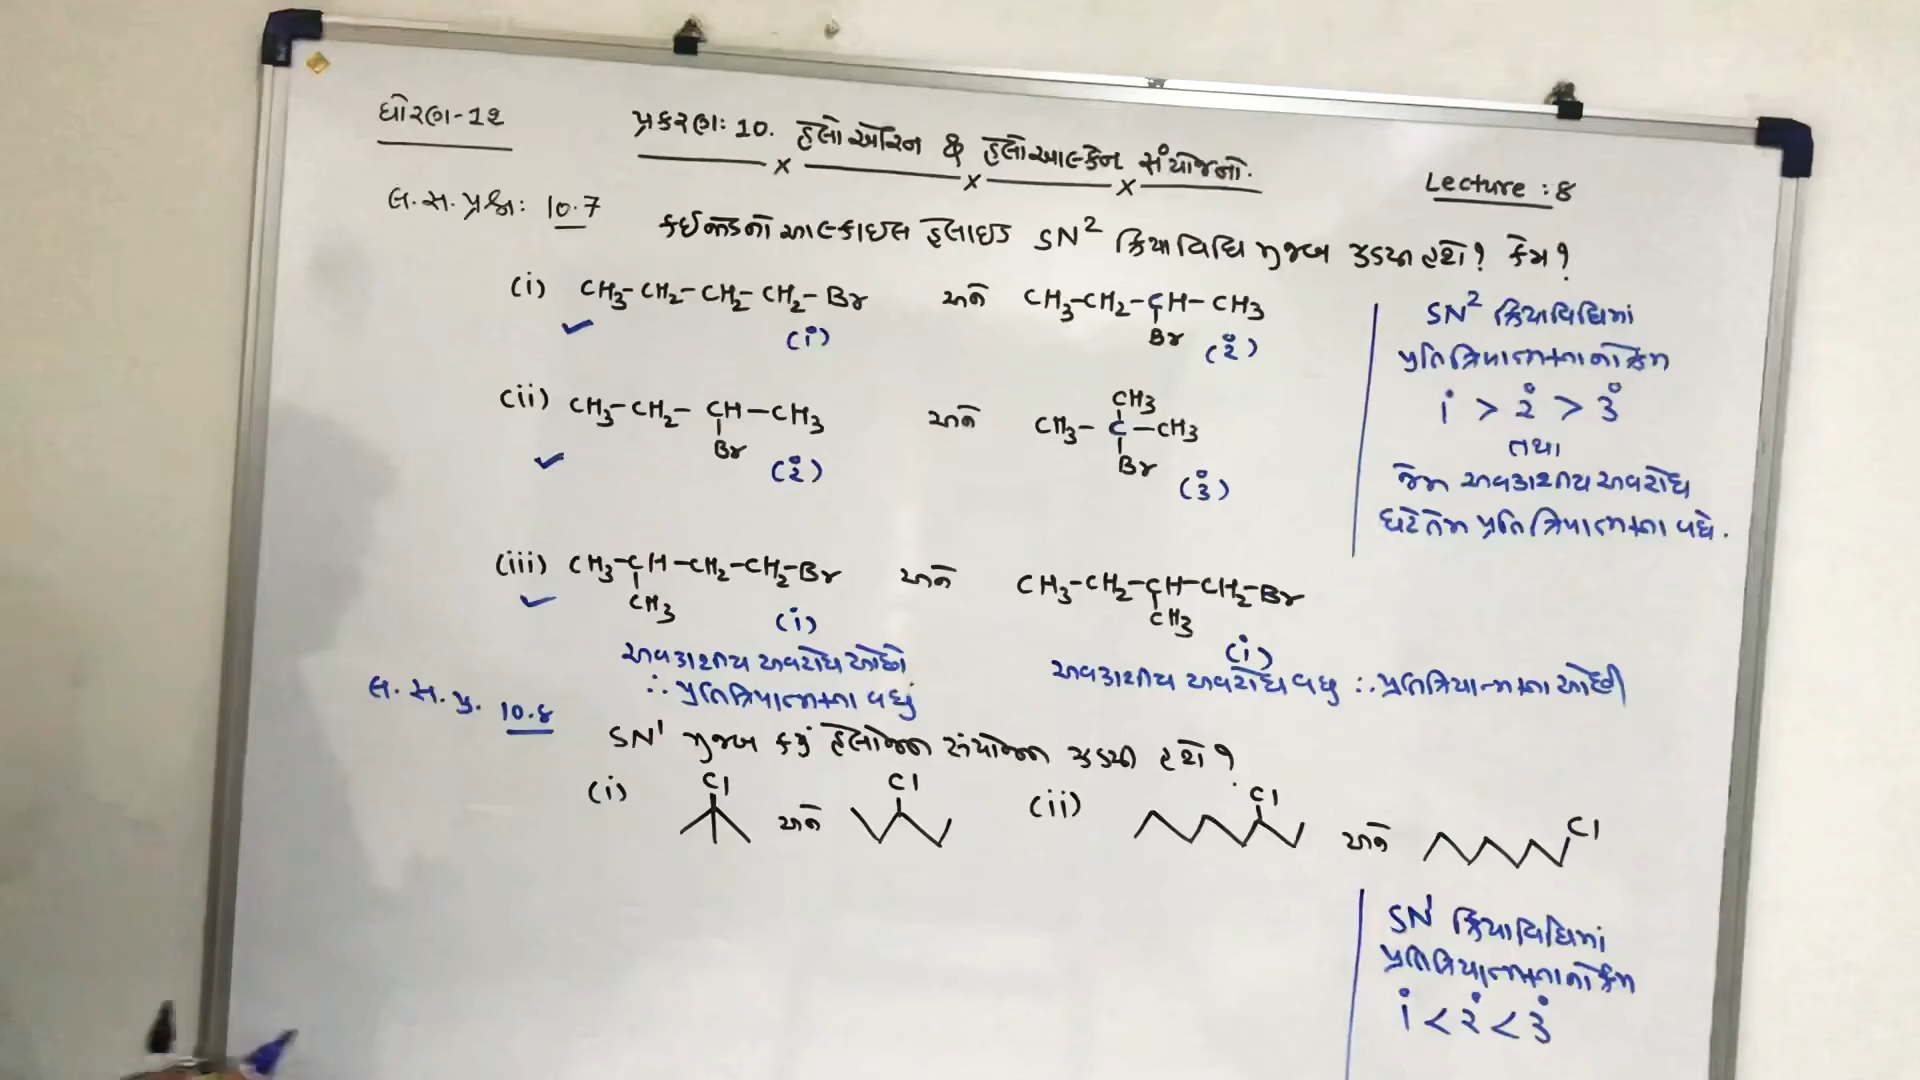 ધોરણ-૧૨
પ્રકરણ: 10. હેલોએરિન & હેલોઆલ્કેન સંયોજનો.
Lecture : 8
લ.સ.પ્રશ્ન: 10.7
કઈ જોડનો આલ્કાઇલ હેલાઇડ SN² ક્રિયાવિધિ મુજબ ઝડપી હશે? કેમ?
(i) CH₃-CH₂-CH₂-CH₂-Br અને CH₃-CH₂-CH-CH₃
Br
(1°) (2°)
(ii) CH₃-CH₂-CH-CH₃ અને CH₃-C-CH₃
CH₃
Br Br
(2°) (3°)
(iii) CH₃-CH-CH₂-CH₂-Br અને CH₃-CH₂-CH-CH₂-Br
CH₃ CH₃
(1°) (1°)
અવકાશીય અવરોધ ઓછો
∴ પ્રતિક્રિયાત્મકતા વધુ
અવકાશીય અવરોધ વધુ ∴ પ્રતિક્રિયાત્મકતા ઓછી
SN² ક્રિયાવિધિમાં
પ્રતિક્રિયાત્મકતાનો ક્રમ
1° > 2° > 3°
તથા
જેમ અવકાશીય અવરોધ
ઘટે તેમ પ્રતિક્રિયાત્મકતા વધે.
લ.સ.પ્ર. 10.8
SN¹ મુજબ કયું હેલોજન સંયોજન ઝડપી હશે?
(i) Cl અને Cl (ii) Cl અને Cl
SN¹ ક્રિયાવિધિમાં
પ્રતિક્રિયાત્મકતાનો ક્રમ
1° < 2° < 3°